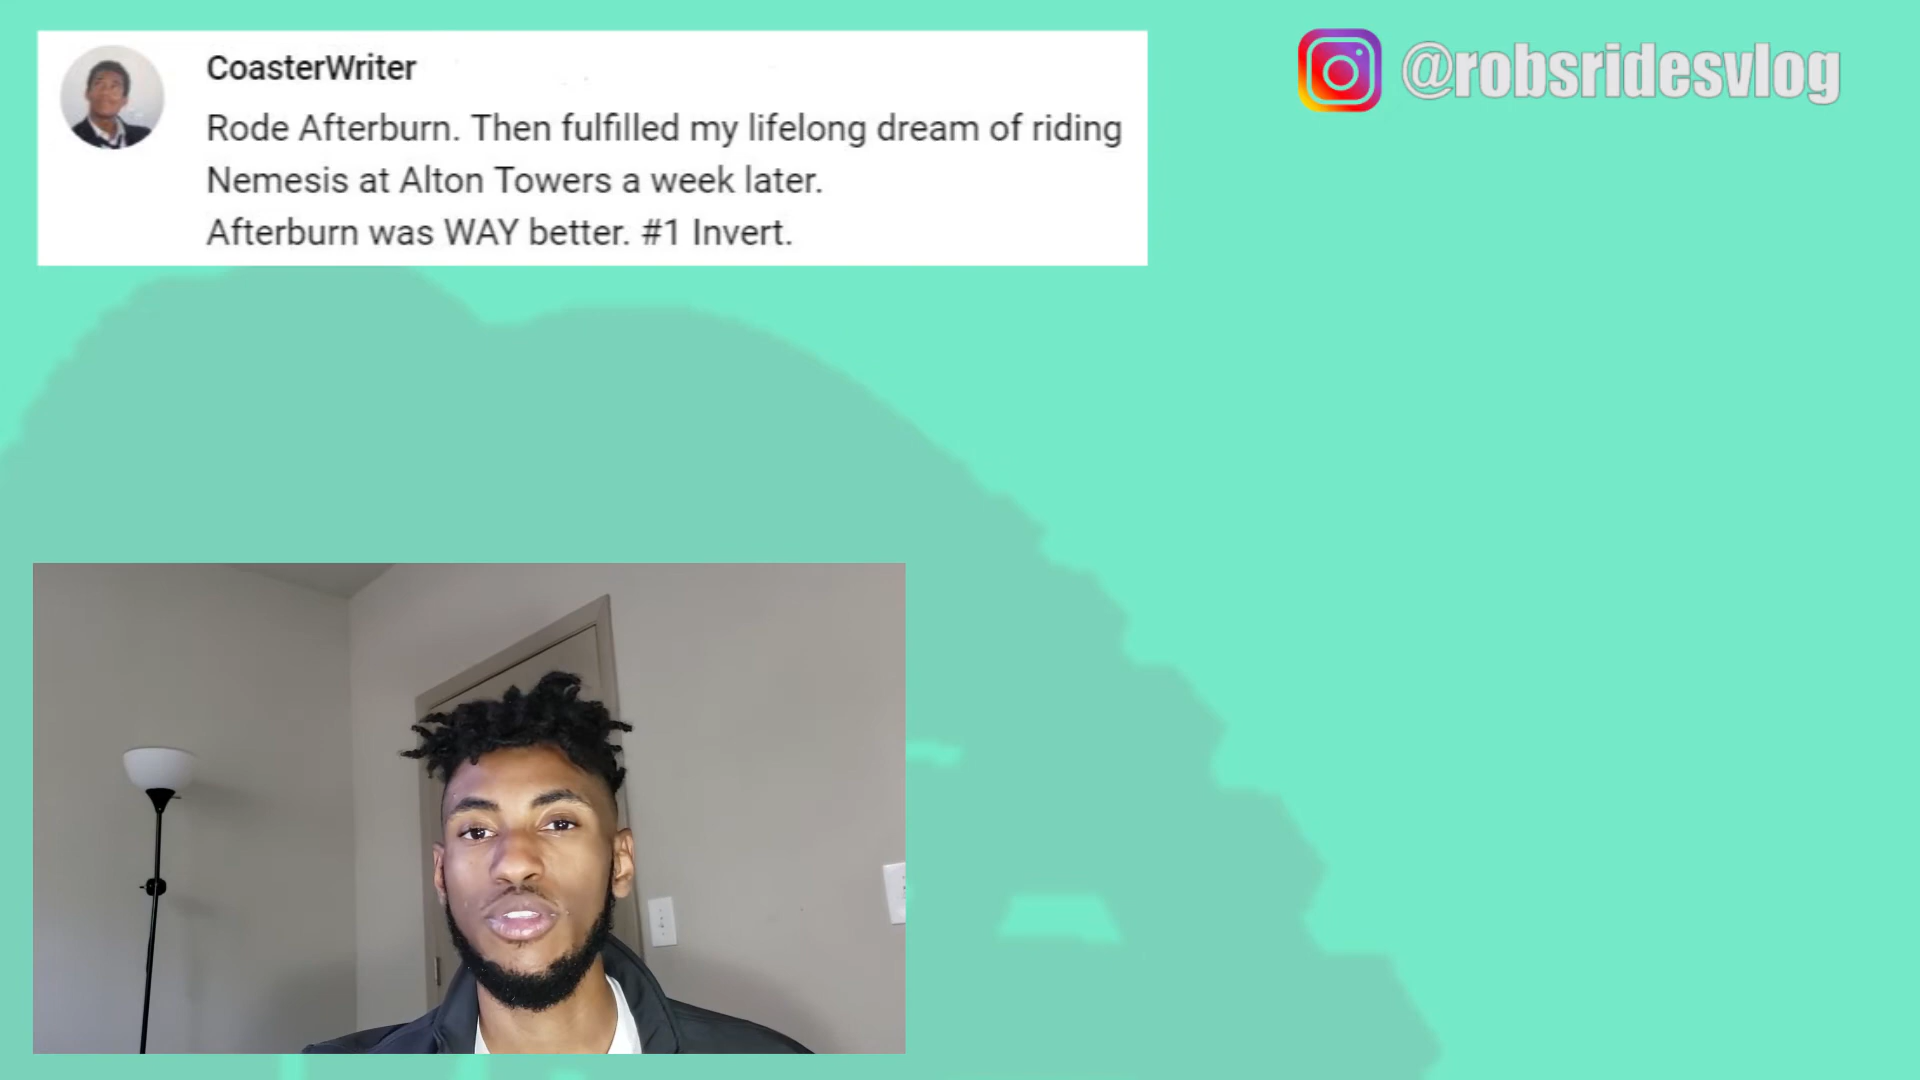 CoasterWriter
Rode Afterburn. Then fulfilled my lifelong dream of riding
Nemesis at Alton Towers a week later.
Afterburn was WAY better. #1 Invert.
@robsridesvlog